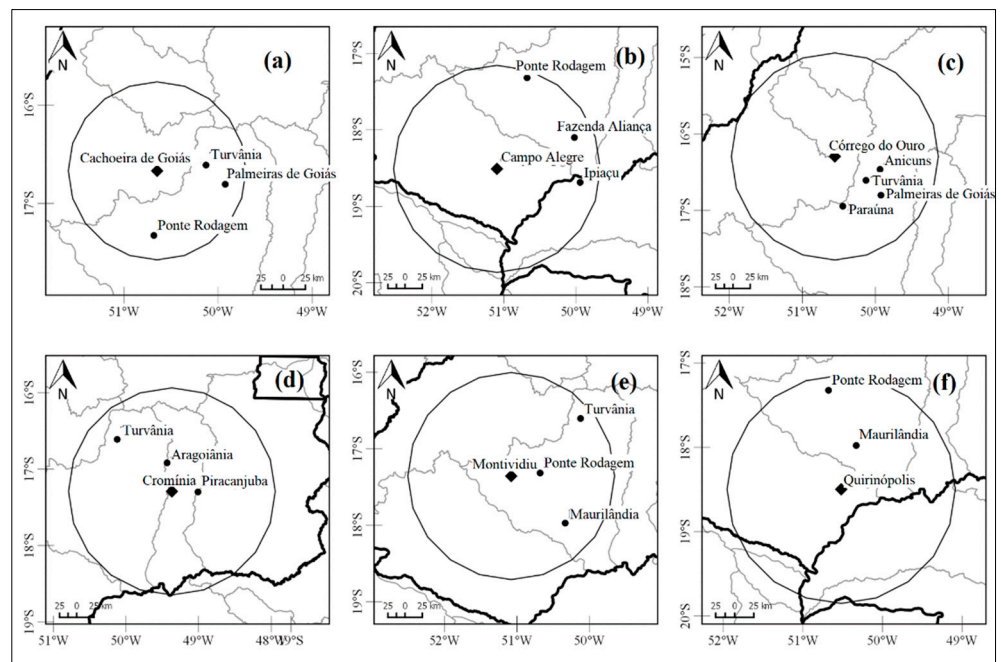 N
(a)
16°S
17°S
Cachoeira de Goiás
Turvânia
Palmeiras de Goiás
Ponte Rodagem
25 0 25 km
51°W 50°W 49°W
N
(b)
18°S
19°S
20°S
Ponte Rodagem
Fazenda Aliança
Campo Alegre
Ipiaçu
25 0 25 km
52°W 51°W 50°W
N
(c)
15°S
16°S
17°S
18°S
Córrego do Ouro
Anicuns
Turvânia
Palmeiras de Goiás
Paraúna
25 0 25 km
52°W 51°W 50°W 49°W
N
(d)
16°S
17°S
18°S
19°S
Turvânia
Aragoiânia
Cromínia
Piracanjuba
25 0 25 km
51°W 50°W 49°W 48°W49°W
N
(e)
16°S
17°S
18°S
19°S
Turvânia
Montividiu
Ponte Rodagem
Maurilândia
25 0 25 km
52°W 51°W 50°W
N
(f)
17°S
18°S
19°S
20°S
Ponte Rodagem
Maurilândia
Quirinópolis
25 0 25 km
52°W 51°W 50°W 49°W